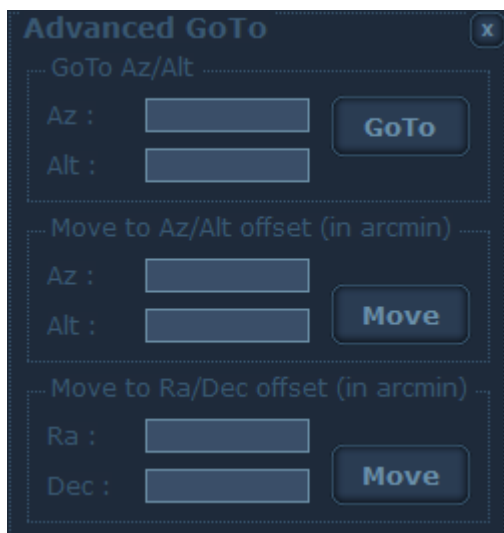 Advanced GoTo x
GoTo Az/Alt
Az :
GoTo
Alt :
Move to Az/Alt offset (in arcmin)
Az :
Alt :
Move
Move to Ra/Dec offset (in arcmin)
Ra :
Dec :
Move